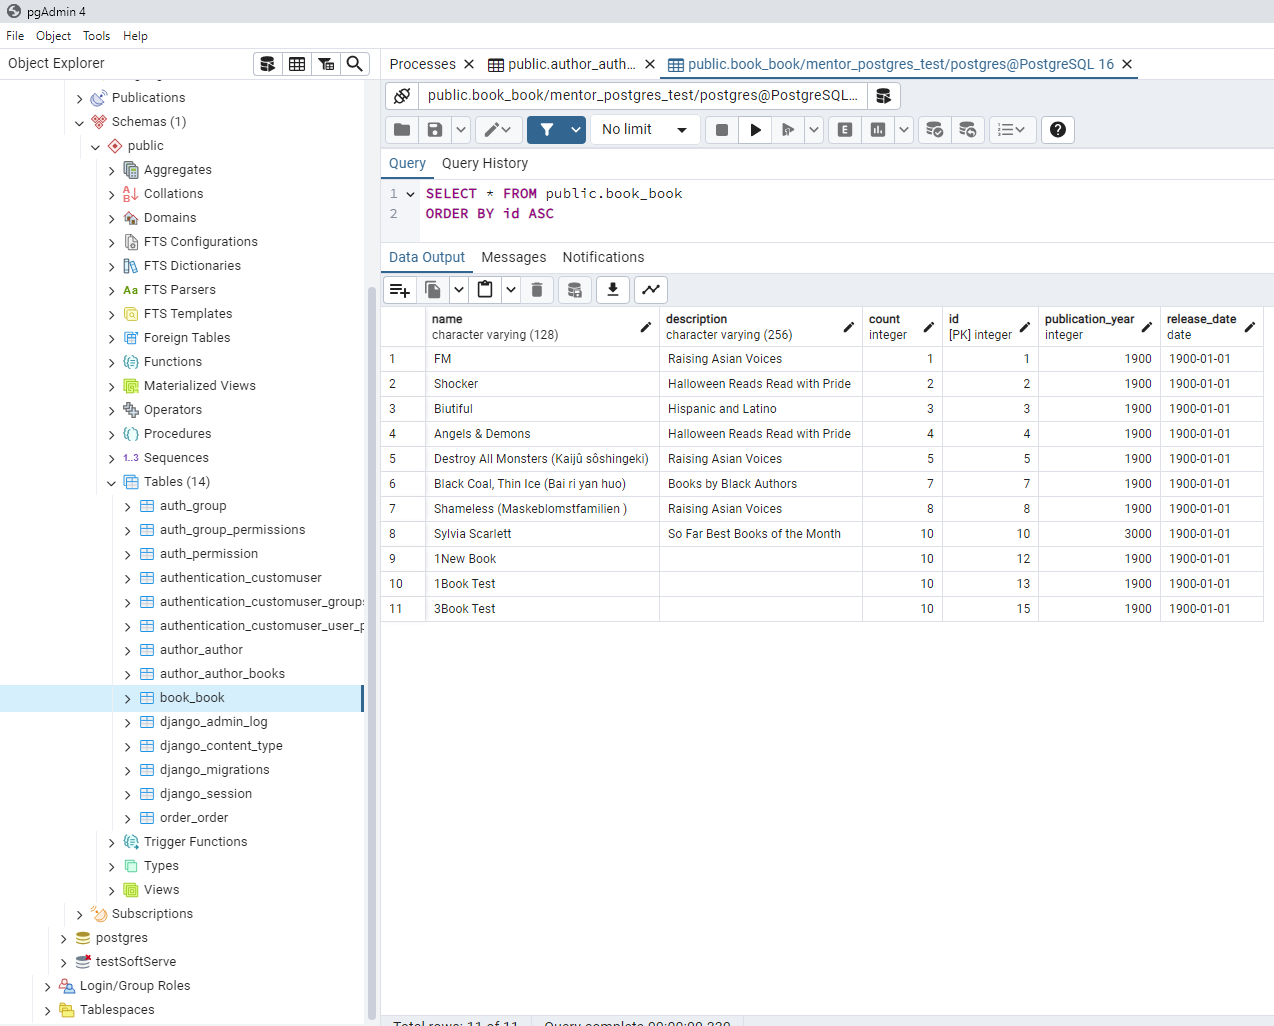 pgAdmin 4
File Object Tools Help
Object Explorer
Publications
Schemas (1)
public
Aggregates
Collations
Domains
FTS Configurations
FTS Dictionaries
FTS Parsers
FTS Templates
Foreign Tables
Functions
Materialized Views
Operators
Procedures
1..3 Sequences
Tables (14)
auth_group
auth_group_permissions
auth_permission
authentication_customuser
authentication_customuser_group
authentication_customuser_user_p
author_author
author_author_books
book_book
django_admin_log
django_content_type
django_migrations
django_session
order_order
Trigger Functions
Types
Views
Subscriptions
postgres
testSoftServe
Login/Group Roles
Tablespaces
Processes public.author_auth... public.book_book/mentor_postgres_test/postgres@PostgreSQL 16
public.book_book/mentor_postgres_test/postgres@PostgreSQL...
No limit
Query Query History
1 SELECT * FROM public.book_book
2 ORDER BY id ASC
Data Output Messages Notifications
name description count id publication_year release_date
character varying (128) character varying (256) integer [PK] integer integer date
1 FM Raising Asian Voices 1 1 1900 1900-01-01
2 Shocker Halloween Reads Read with Pride 2 2 1900 1900-01-01
3 Biutiful Hispanic and Latino 3 3 1900 1900-01-01
4 Angels & Demons Halloween Reads Read with Pride 4 4 1900 1900-01-01
5 Destroy All Monsters (Kaijû sôshingeki) Raising Asian Voices 5 5 1900 1900-01-01
6 Black Coal, Thin Ice (Bai ri yan huo) Books by Black Authors 7 7 1900 1900-01-01
7 Shameless (Maskeblomstfamilien ) Raising Asian Voices 8 8 1900 1900-01-01
8 Sylvia Scarlett So Far Best Books of the Month 10 10 3000 1900-01-01
9 1New Book 10 12 1900 1900-01-01
10 1Book Test 10 13 1900 1900-01-01
11 3Book Test 10 15 1900 1900-01-01
Total rows: 11 of 11 Query complete 00:00:00.230